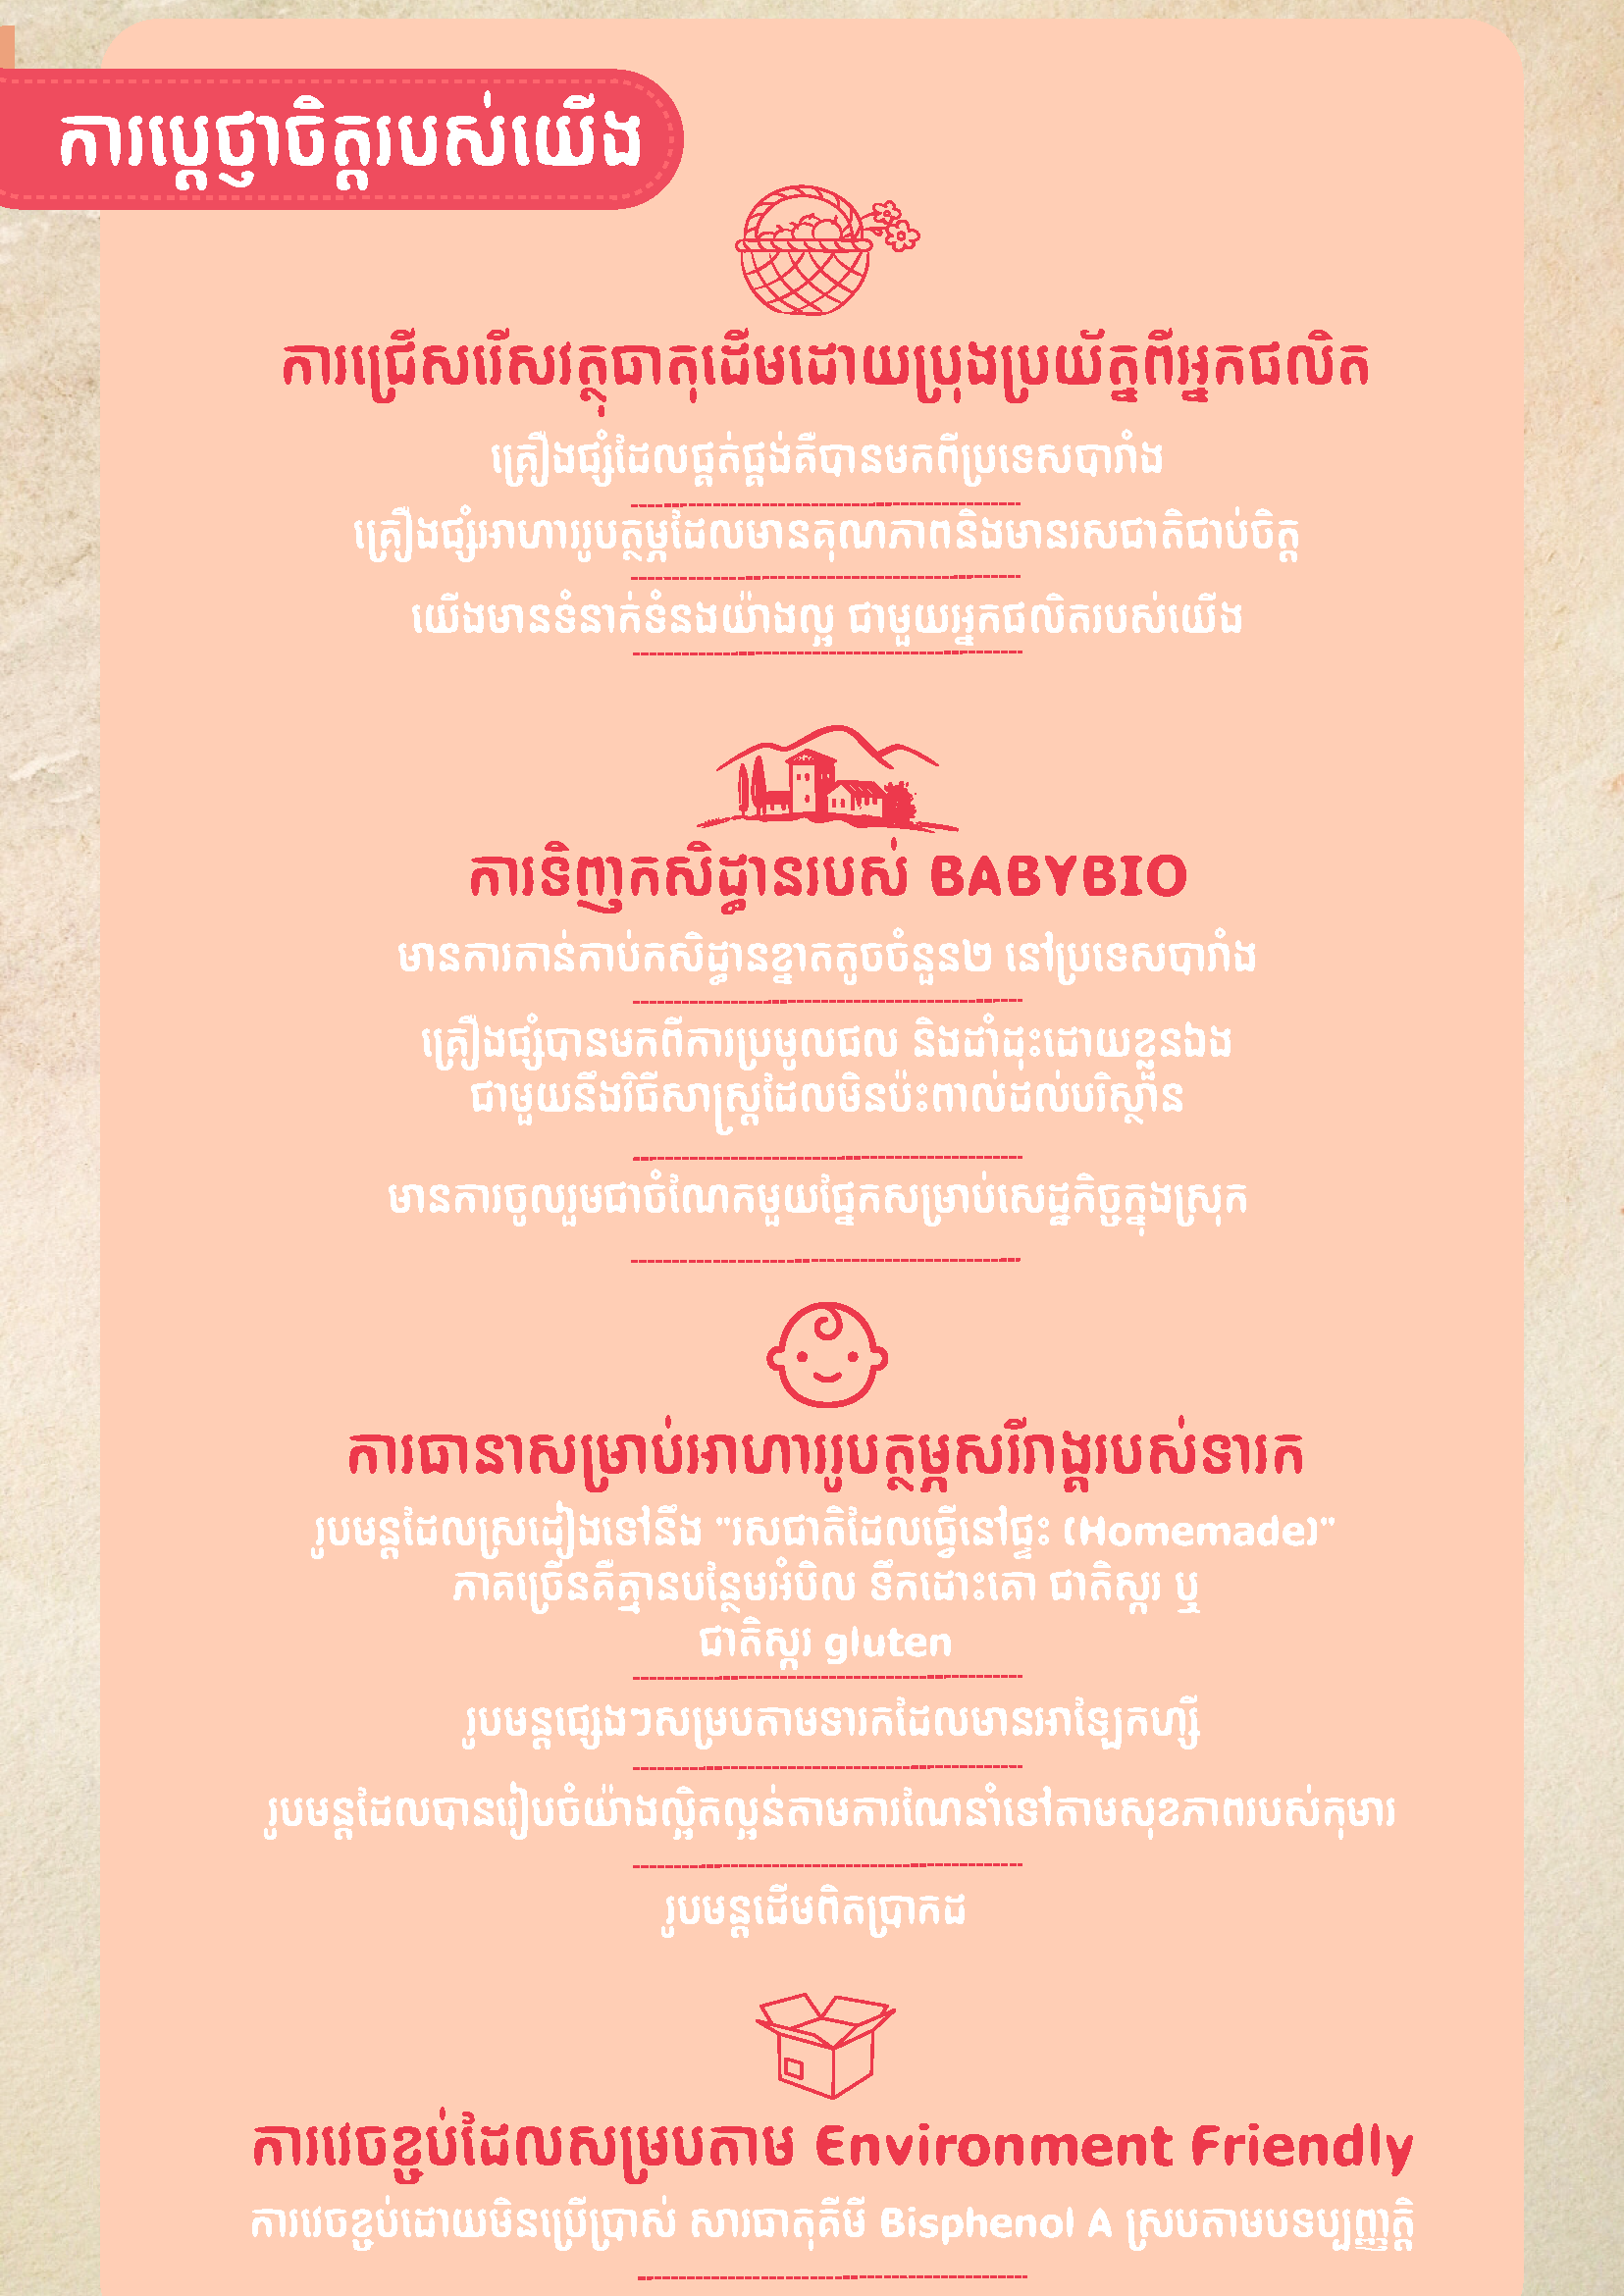 ការប្តេជ្ញាចិត្តរបស់យើង
ការជ្រើសរើសវត្ថុធាតុដើមដោយប្រុងប្រយ័ត្នពីអ្នកផលិត
គ្រឿងផ្សំដែលផ្គត់ផ្គង់គឺបានមកពីប្រទេសបារាំង
គ្រឿងផ្សំអាហាររូបត្ថម្ភដែលមានគុណភាពនិងមានរសជាតិជាប់ចិត្ត
យើងមានទំនាក់ទំនងយ៉ាងល្អ ជាមួយអ្នកផលិតរបស់យើង
ការទិញកសិដ្ឋានរបស់ BABYBIO
មានការកាន់កាប់កសិដ្ឋានខ្នាតតូចចំនួន២ នៅប្រទេសបារាំង
គ្រឿងផ្សំបានមកពីការប្រមូលផល និងដាំដុះដោយខ្លួនឯង
ជាមួយនឹងវិធីសាស្ត្រដែលមិនប៉ះពាល់ដល់បរិស្ថាន
មានការចូលរួមជាចំណែកមួយផ្នែកសម្រាប់សេដ្ឋកិច្ចក្នុងស្រុក
ការធានាសម្រាប់អាហាររូបត្ថម្ភសរីរាង្គរបស់ទារក
រូបមន្តដែលស្រដៀងទៅនឹង "រសជាតិដែលធ្វើនៅផ្ទះ (Homemade)"
ភាគច្រើនគឺគ្មានបន្ថែមអំបិល ទឹកដោះគោ ជាតិស្ករ ឬ
ជាតិស្ករ gluten
រូបមន្តផ្សេងៗសម្របតាមទារកដែលមានអាឡែកហ្ស៊ី
រូបមន្តដែលបានរៀបចំយ៉ាងល្អិតល្អន់តាមការណែនាំទៅតាមសុខភាពរបស់កុមារ
រូបមន្តដើមពិតប្រាកដ
ការវេចខ្ចប់ដែលសម្របតាម Environment Friendly
ការវេចខ្ចប់ដោយមិនប្រើប្រាស់ សារធាតុគីមី Bisphenol A ស្របតាមបទប្បញ្ញត្តិ